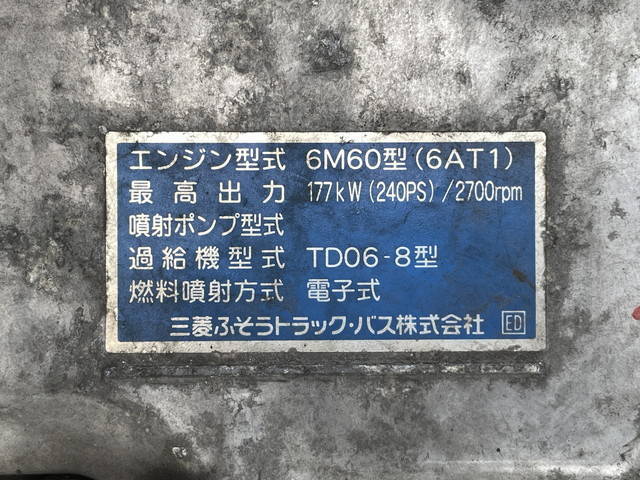 エンジン型式 6M60型(6AT1)
最高出力 177kW(240PS)/2700rpm
噴射ポンプ型式
過給機型式 TD06-8型
燃料噴射方式 電子式
三菱ふそうトラック・バス株式会社 ED